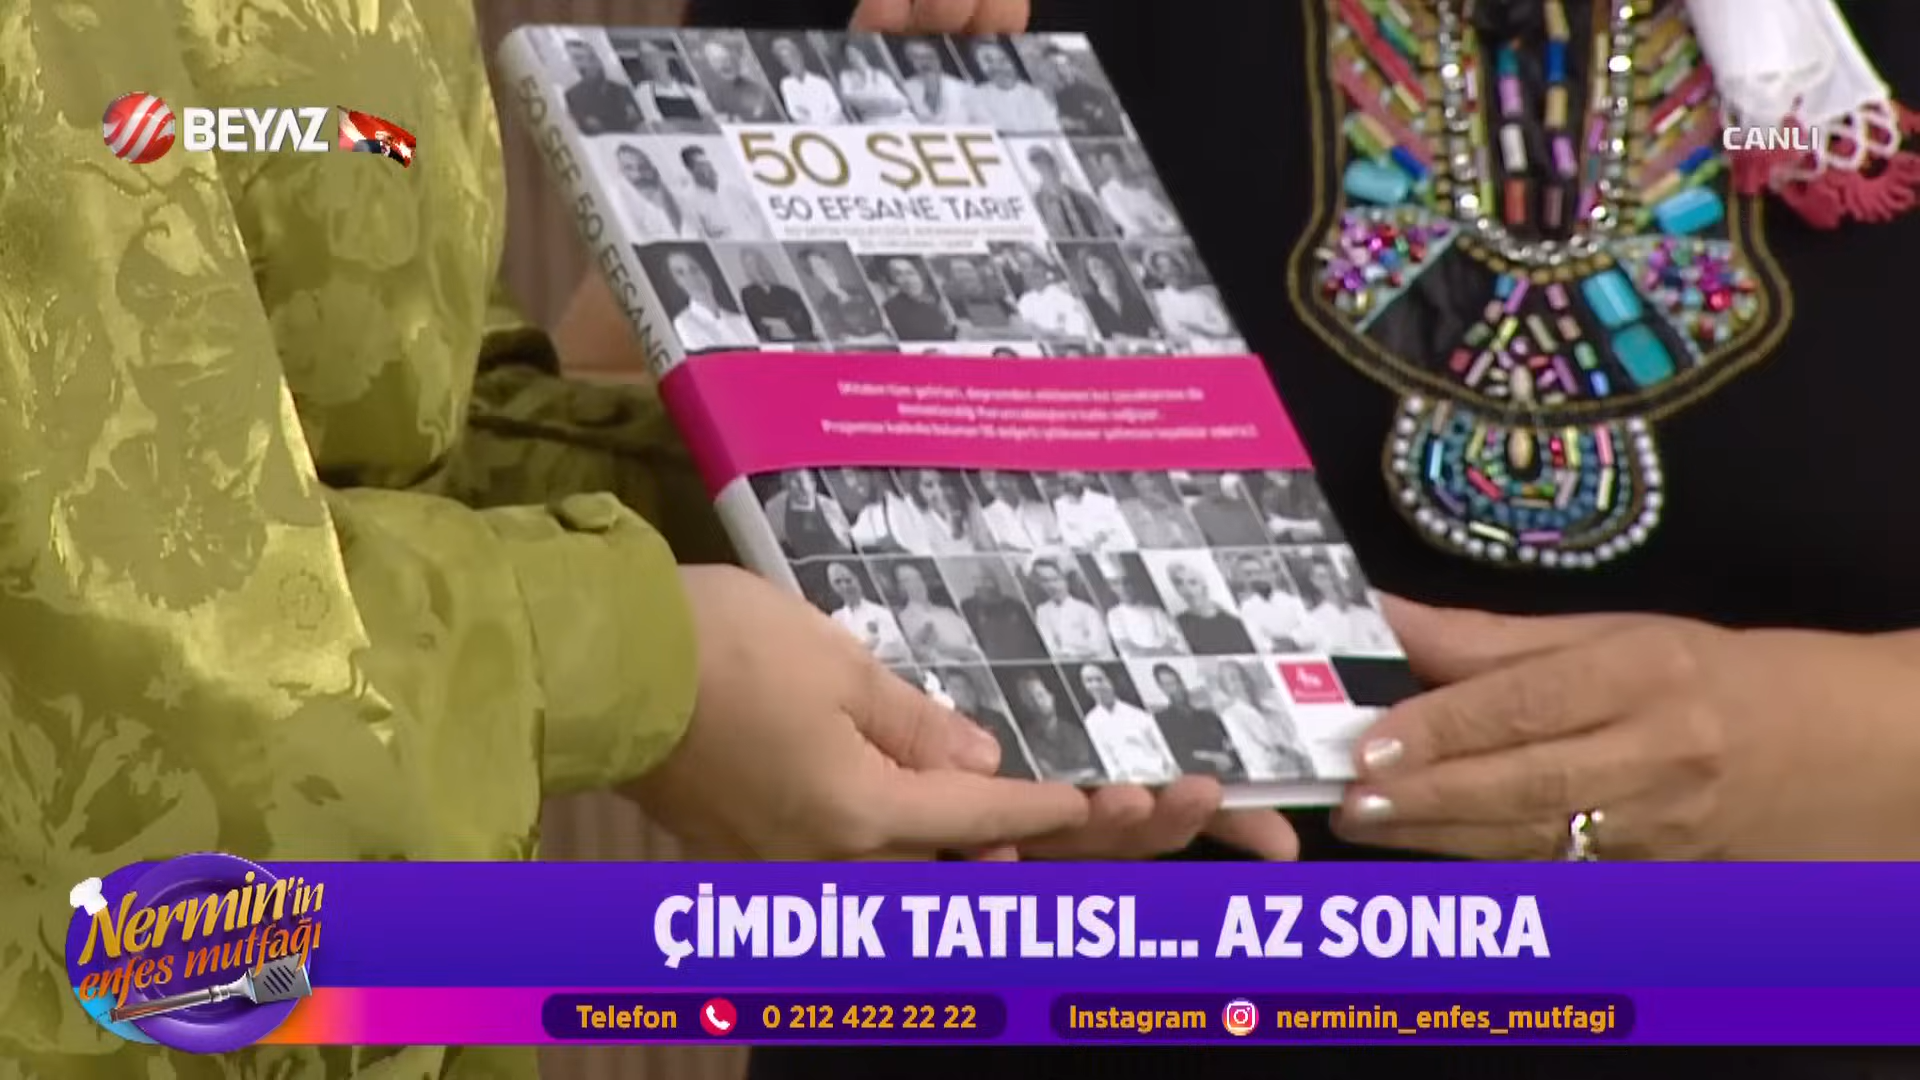 BEYAZ
CANLI
50 ŞEF
50 EFSANE TARİF
50 ŞEF 50 EFSANE
Nermin'in
enfes mutfağı
ÇİMDİK TATLISI... AZ SONRA
Telefon 0 212 422 22 22 Instagram nerminin_enfes_mutfagi